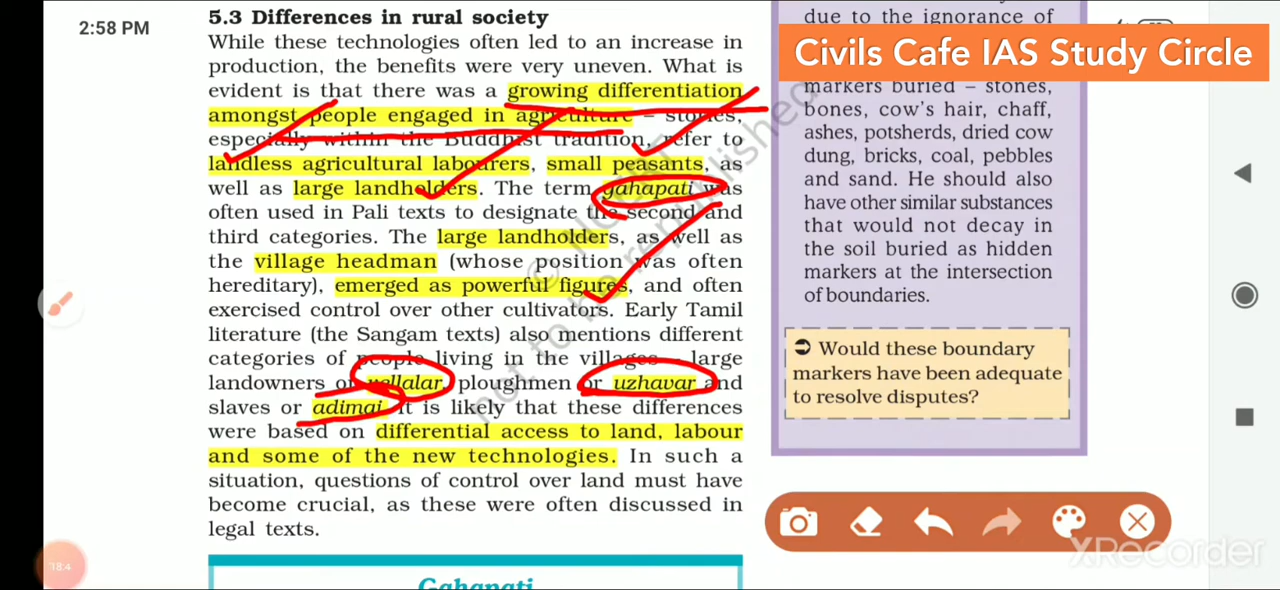 2:58 PM
5.3 Differences in rural society
While these technologies often led to an increase in
production, the benefits were very uneven. What is
evident is that there was a growing differentiation
amongst people engaged in agriculture – stories,
especially within the Buddhist tradition, refer to
landless agricultural labourers, small peasants, as
well as large landholders. The term gahapati was
often used in Pali texts to designate the second and
third categories. The large landholders, as well as
the village headman (whose position was often
hereditary), emerged as powerful figures, and often
exercised control over other cultivators. Early Tamil
literature (the Sangam texts) also mentions different
categories of people living in the villages – large
landowners or vellalar, ploughmen or uzhavar and
slaves or adimai. It is likely that these differences
were based on differential access to land, labour
and some of the new technologies. In such a
situation, questions of control over land must have
become crucial, as these were often discussed in
legal texts.
Gahapati
due to the ignorance of
Civils Cafe IAS Study Circle
markers buried – stones,
bones, cow's hair, chaff,
ashes, potsherds, dried cow
dung, bricks, coal, pebbles
and sand. He should also
have other similar substances
that would not decay in
the soil buried as hidden
markers at the intersection
of boundaries.
➲ Would these boundary
markers have been adequate
to resolve disputes?
not to be republished
XRecorder
18:4